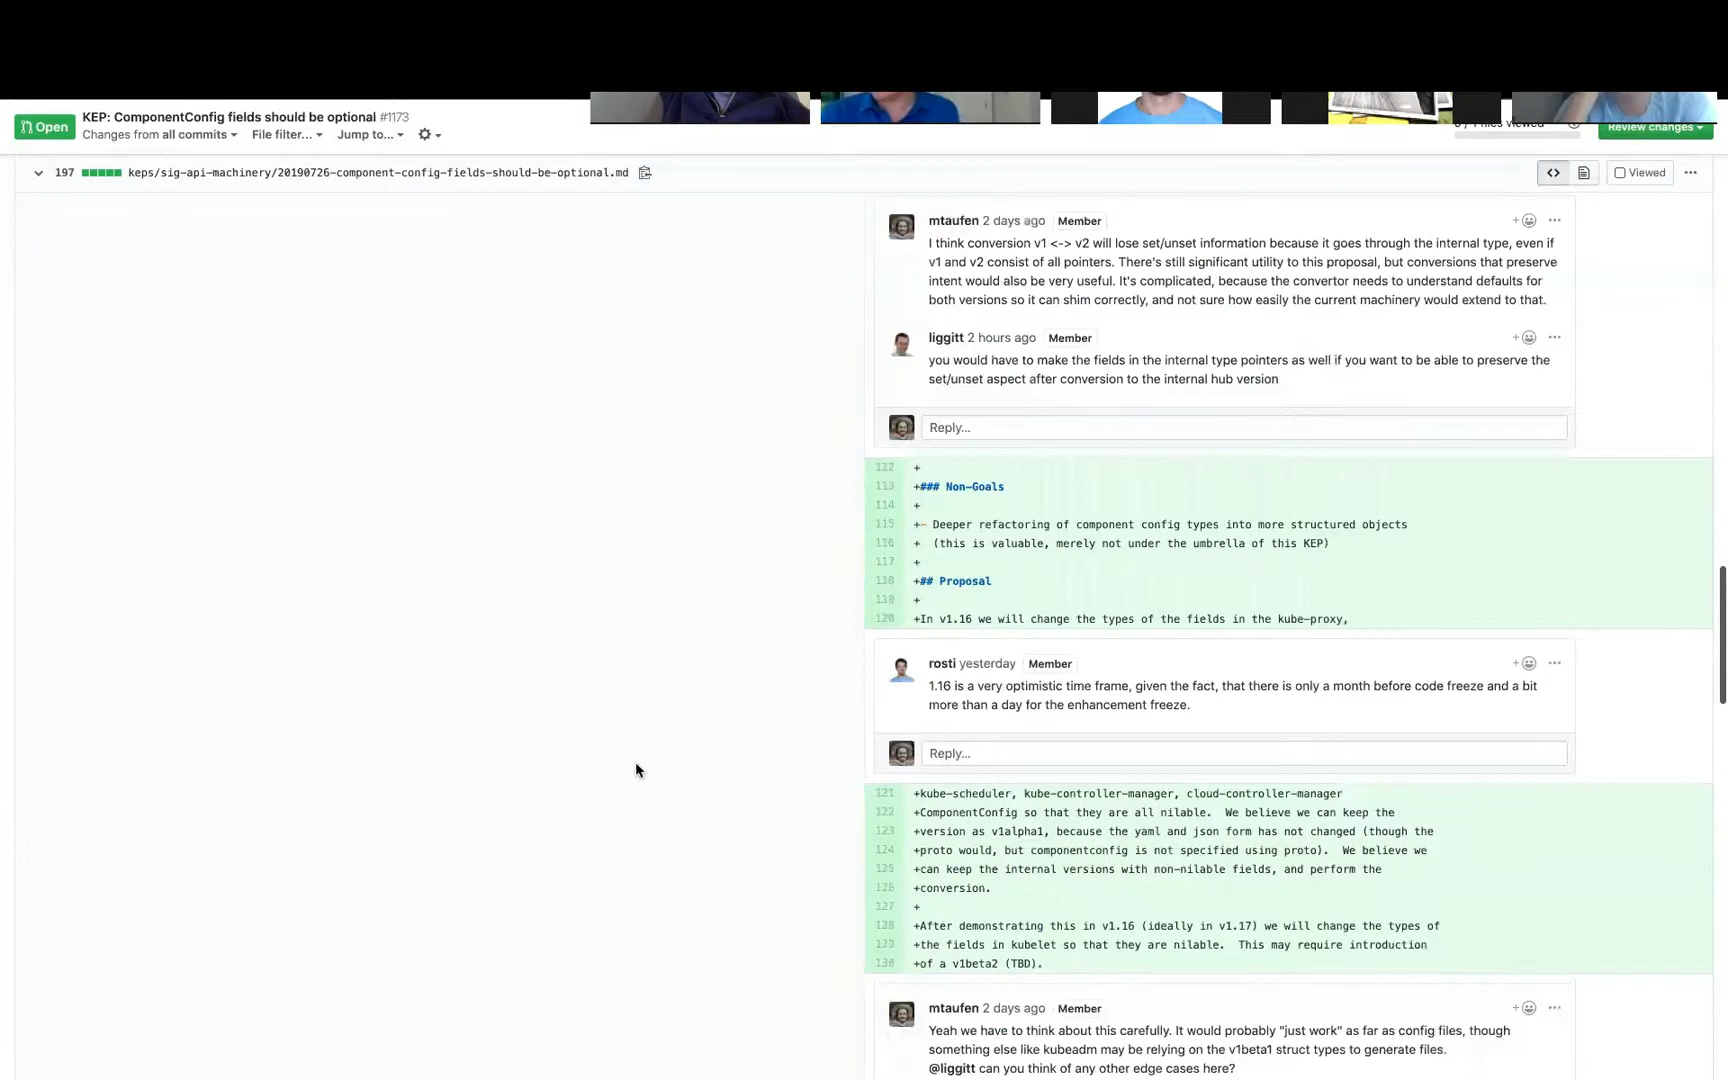 Open
KEP: ComponentConfig fields should be optional #1173
Changes from all commits File filter... Jump to...
Review changes
197 keps/sig-api-machinery/20190726-component-config-fields-should-be-optional.md
Viewed
mtaufen 2 days ago Member
I think conversion v1 <-> v2 will lose set/unset information because it goes through the internal type, even if
v1 and v2 consist of all pointers. There's still significant utility to this proposal, but conversions that preserve
intent would also be very useful. It's complicated, because the convertor needs to understand defaults for
both versions so it can shim correctly, and not sure how easily the current machinery would extend to that.
liggitt 2 hours ago Member
you would have to make the fields in the internal type pointers as well if you want to be able to preserve the
set/unset aspect after conversion to the internal hub version
Reply...
112 +
113 +### Non-Goals
114 +
115 +- Deeper refactoring of component config types into more structured objects
116 + (this is valuable, merely not under the umbrella of this KEP)
117 +
118 +## Proposal
119 +
120 +In v1.16 we will change the types of the fields in the kube-proxy,
rosti yesterday Member
1.16 is a very optimistic time frame, given the fact, that there is only a month before code freeze and a bit
more than a day for the enhancement freeze.
Reply...
121 +kube-scheduler, kube-controller-manager, cloud-controller-manager
122 +ComponentConfig so that they are all nilable. We believe we can keep the
123 +version as v1alpha1, because the yaml and json form has not changed (though the
124 +proto would, but componentconfig is not specified using proto). We believe we
125 +can keep the internal versions with non-nilable fields, and perform the
126 +conversion.
127 +
128 +After demonstrating this in v1.16 (ideally in v1.17) we will change the types of
129 +the fields in kubelet so that they are nilable. This may require introduction
130 +of a v1beta2 (TBD).
mtaufen 2 days ago Member
Yeah we have to think about this carefully. It would probably "just work" as far as config files, though
something else like kubeadm may be relying on the v1beta1 struct types to generate files.
@liggitt can you think of any other edge cases here?